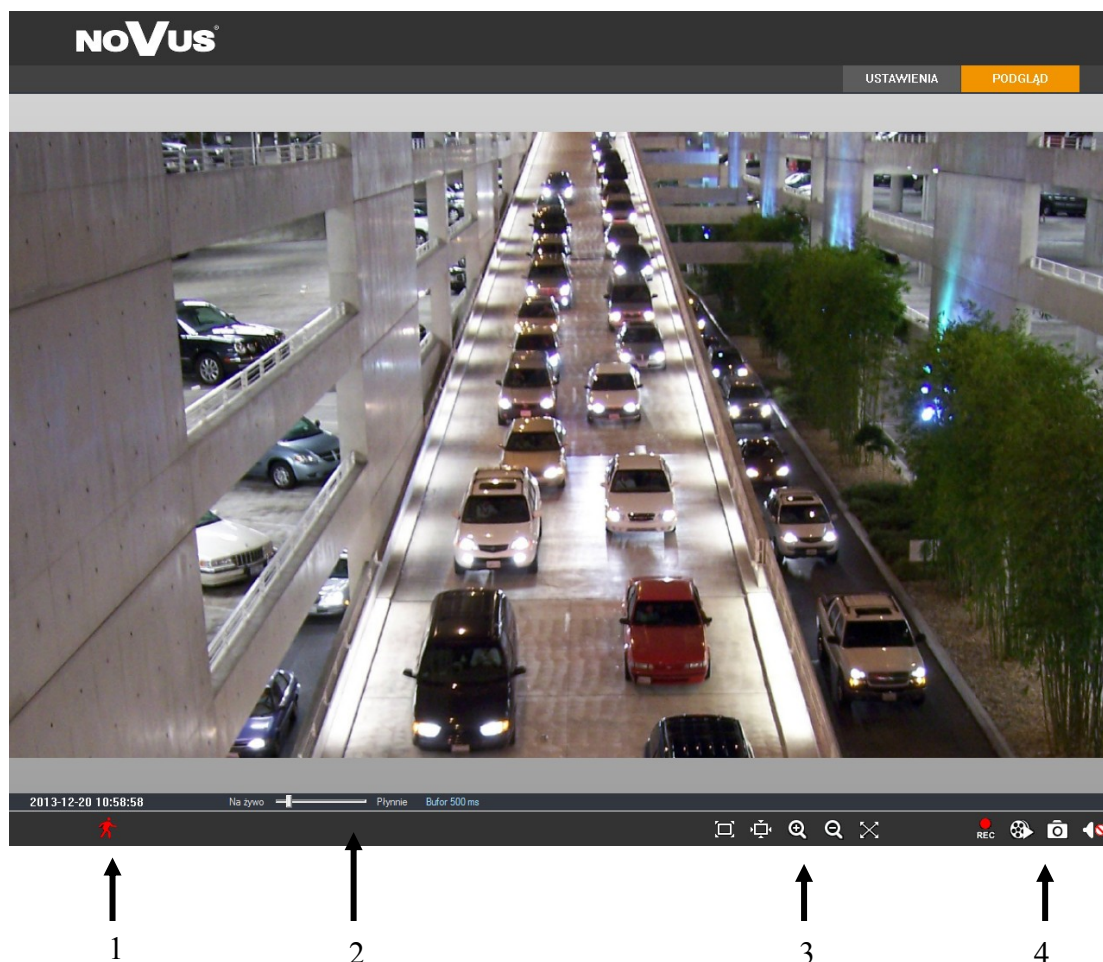 NOVUS®
USTAWIENIA PODGLĄD
2013-12-20 10:58:58 Na żywo Płynnie Bufor 500 ms
REC
1 2 3 4